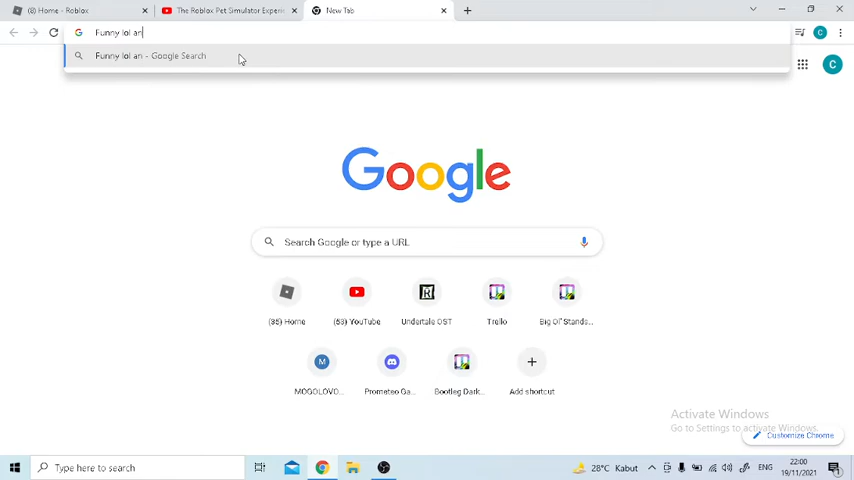 (8) Home - Roblox
The Roblox Pet Simulator Experi
New Tab
Funny lol an
Funny lol an - Google Search
Google
Search Google or type a URL
(35) Home
(53) YouTube
Undertale OST
Trello
Big Ol' Stands...
MOGOLOVO...
Prometeo Ga...
Bootleg Dark...
Add shortcut
Activate Windows
Go to Settings to activate Windows.
Customize Chrome
Type here to search
28°C Kabut
ENG
22:00
19/11/2021